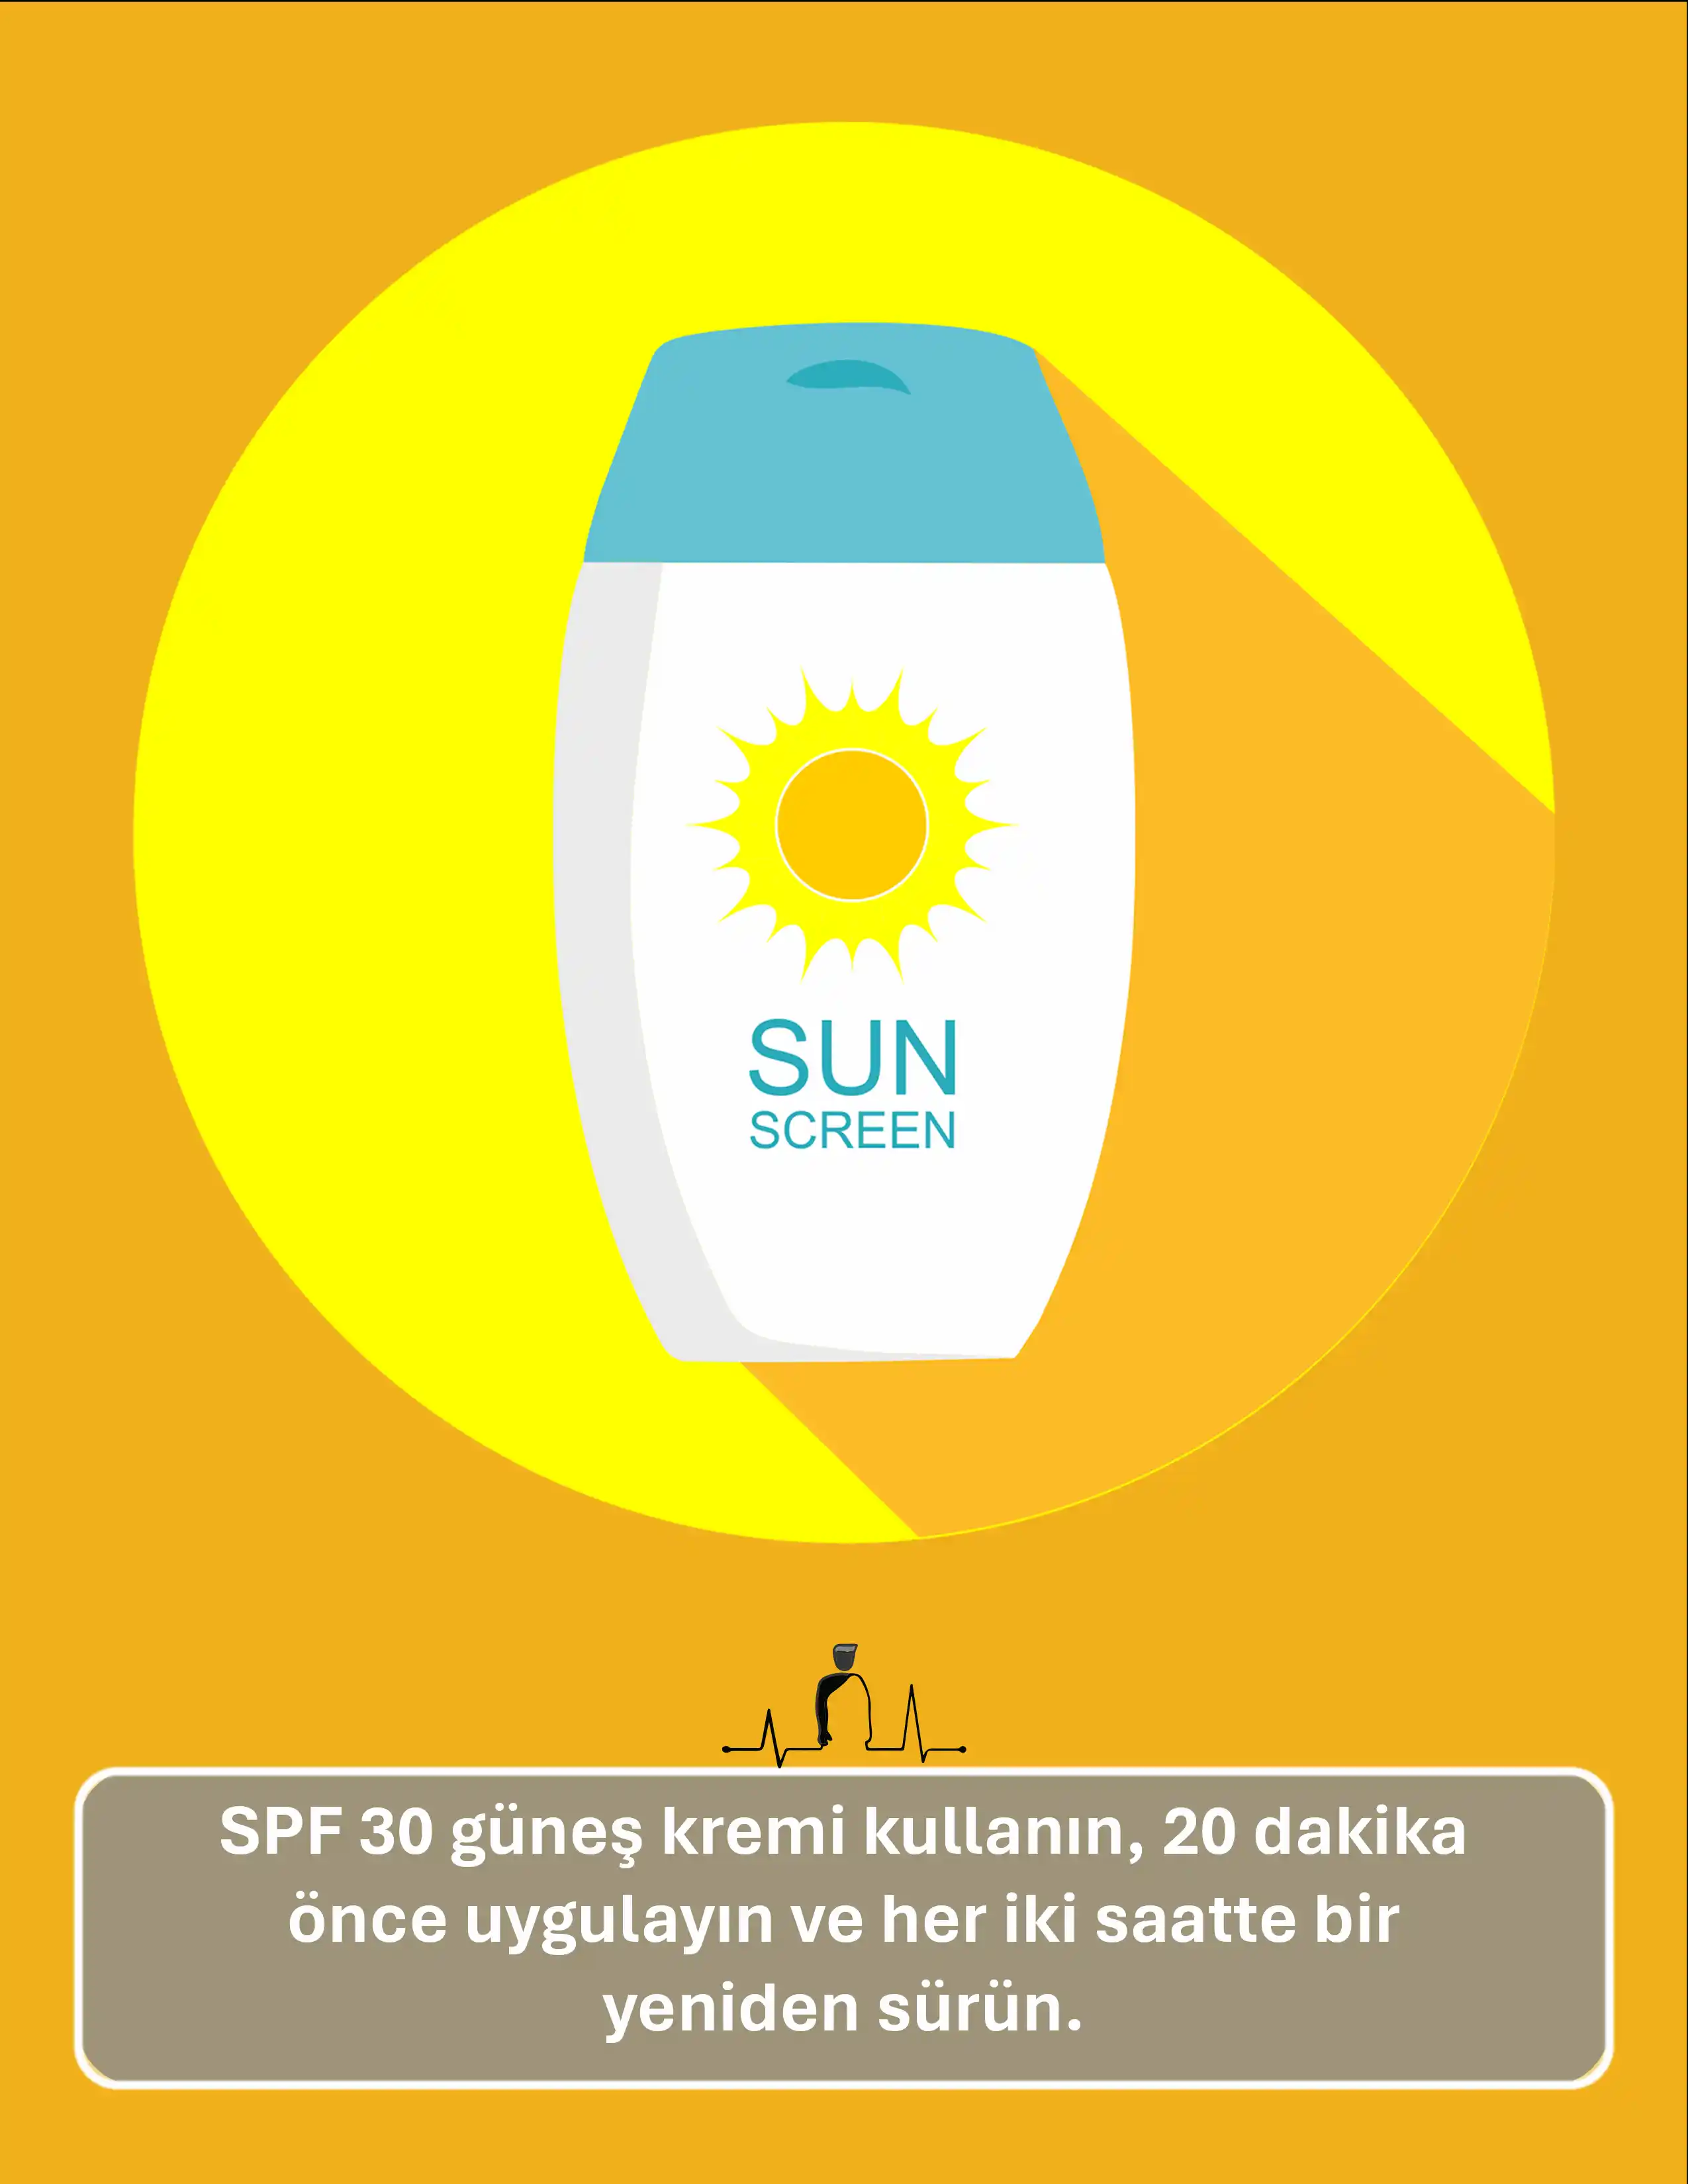 SUN
SCREEN
SPF 30 güneş kremi kullanın, 20 dakika
önce uygulayın ve her iki saatte bir
yeniden sürün.